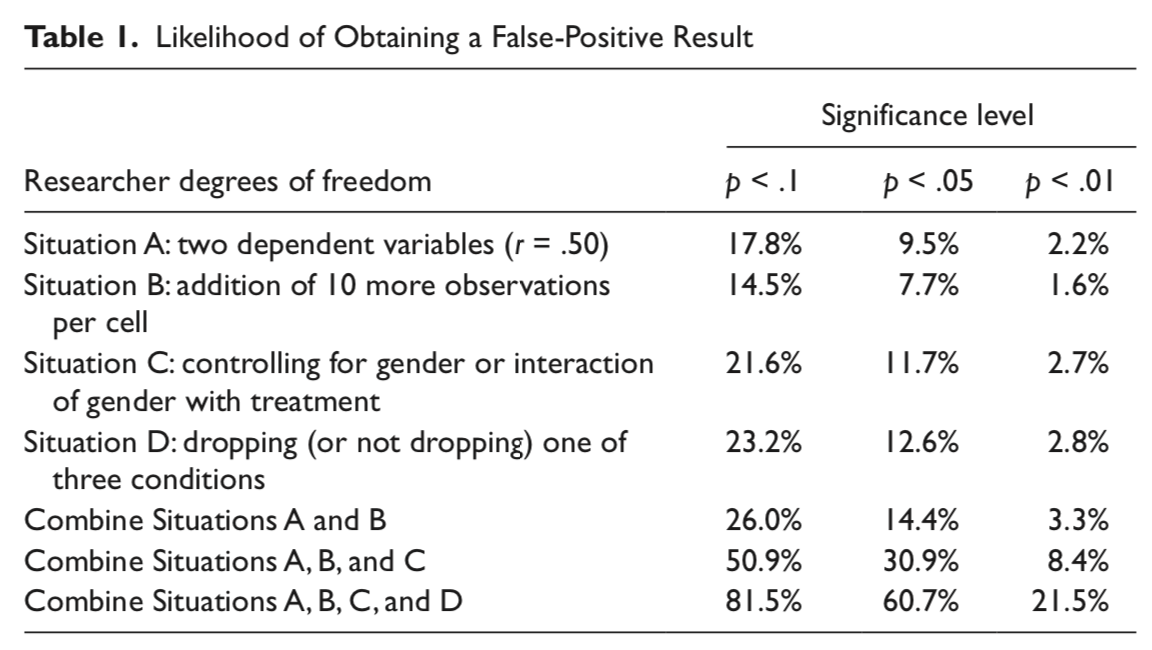 Table 1. Likelihood of Obtaining a False-Positive Result
Significance level
Researcher degrees of freedom p < .1 p < .05 p < .01
Situation A: two dependent variables (r = .50) 17.8% 9.5% 2.2%
Situation B: addition of 10 more observations 14.5% 7.7% 1.6%
per cell
Situation C: controlling for gender or interaction 21.6% 11.7% 2.7%
of gender with treatment
Situation D: dropping (or not dropping) one of 23.2% 12.6% 2.8%
three conditions
Combine Situations A and B 26.0% 14.4% 3.3%
Combine Situations A, B, and C 50.9% 30.9% 8.4%
Combine Situations A, B, C, and D 81.5% 60.7% 21.5%